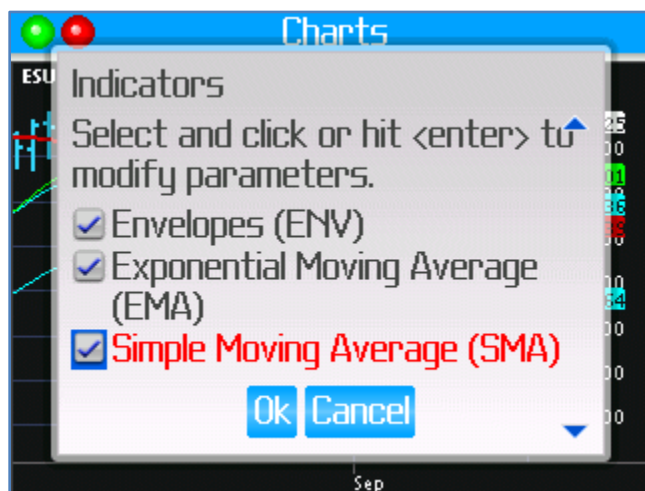 Charts
ESU
Indicators
Select and click or hit <enter> to
modify parameters.
Envelopes (ENV)
Exponential Moving Average
(EMA)
Simple Moving Average (SMA)
Ok Cancel
Sep